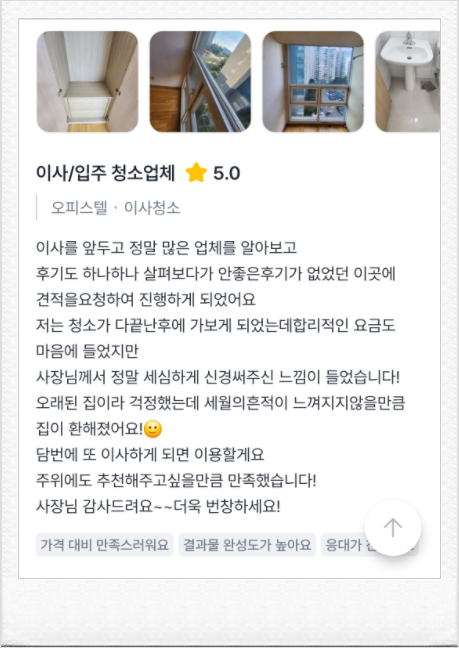 이사/입주 청소업체 5.0
오피스텔 · 이사청소
이사를 앞두고 정말 많은 업체를 알아보고
후기도 하나하나 살펴보다가 안좋은후기가 없었던 이곳에
견적을요청하여 진행하게 되었어요
저는 청소가 다끝난후에 가보게 되었는데합리적인 요금도
마음에 들었지만
사장님께서 정말 세심하게 신경써주신 느낌이 들었습니다!
오래된 집이라 걱정했는데 세월의흔적이 느껴지지않을만큼
집이 환해졌어요!🙂
담번에 또 이사하게 되면 이용할게요
주위에도 추천해주고싶을만큼 만족했습니다!
사장님 감사드려요~~더욱 번창하세요!
가격 대비 만족스러워요 결과물 완성도가 높아요 응대가